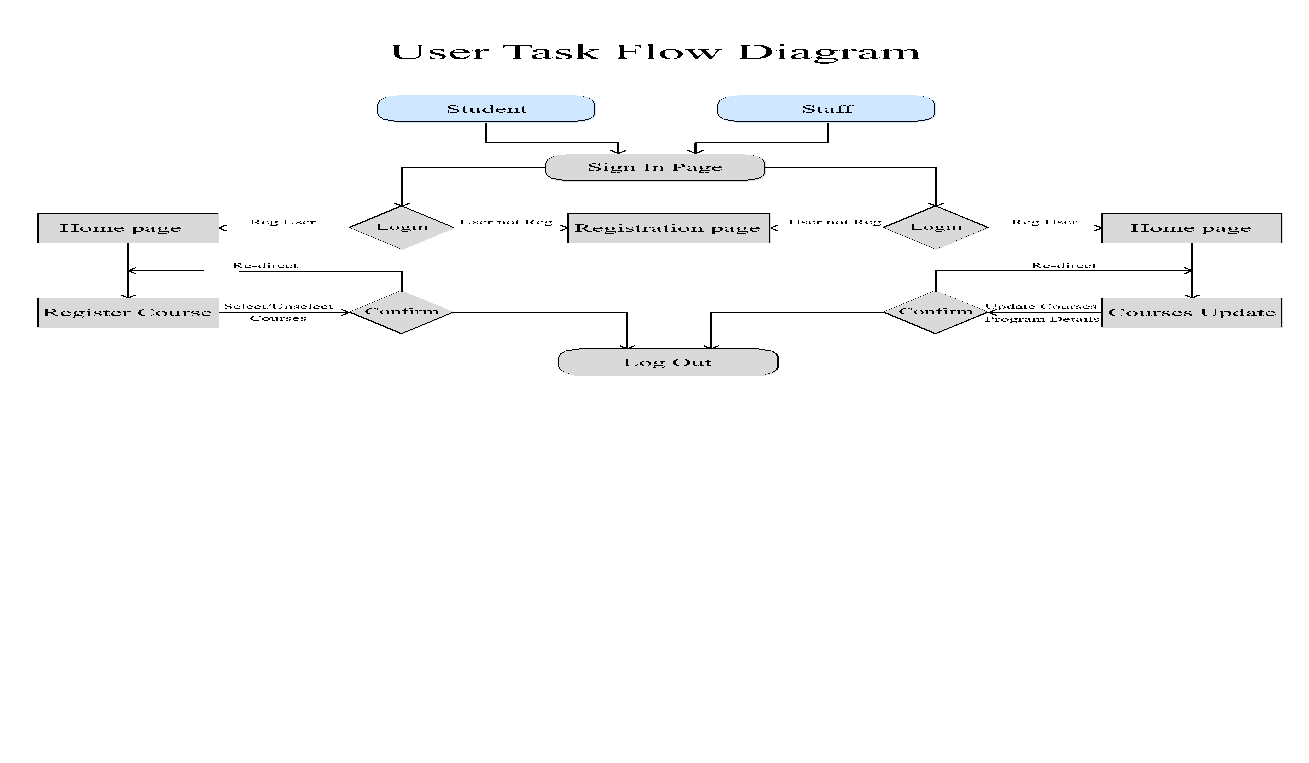 User Task Flow Diagram
Student
Staff
Sign In Page
Home page
Reg User
Login
User not Reg
Registration page
User not Reg
Login
Reg User
Home page
Re-direct
Re-direct
Register Course
Select/Unselect
Courses
Confirm
Confirm
Update Courses
Program Details
Courses Update
Log Out